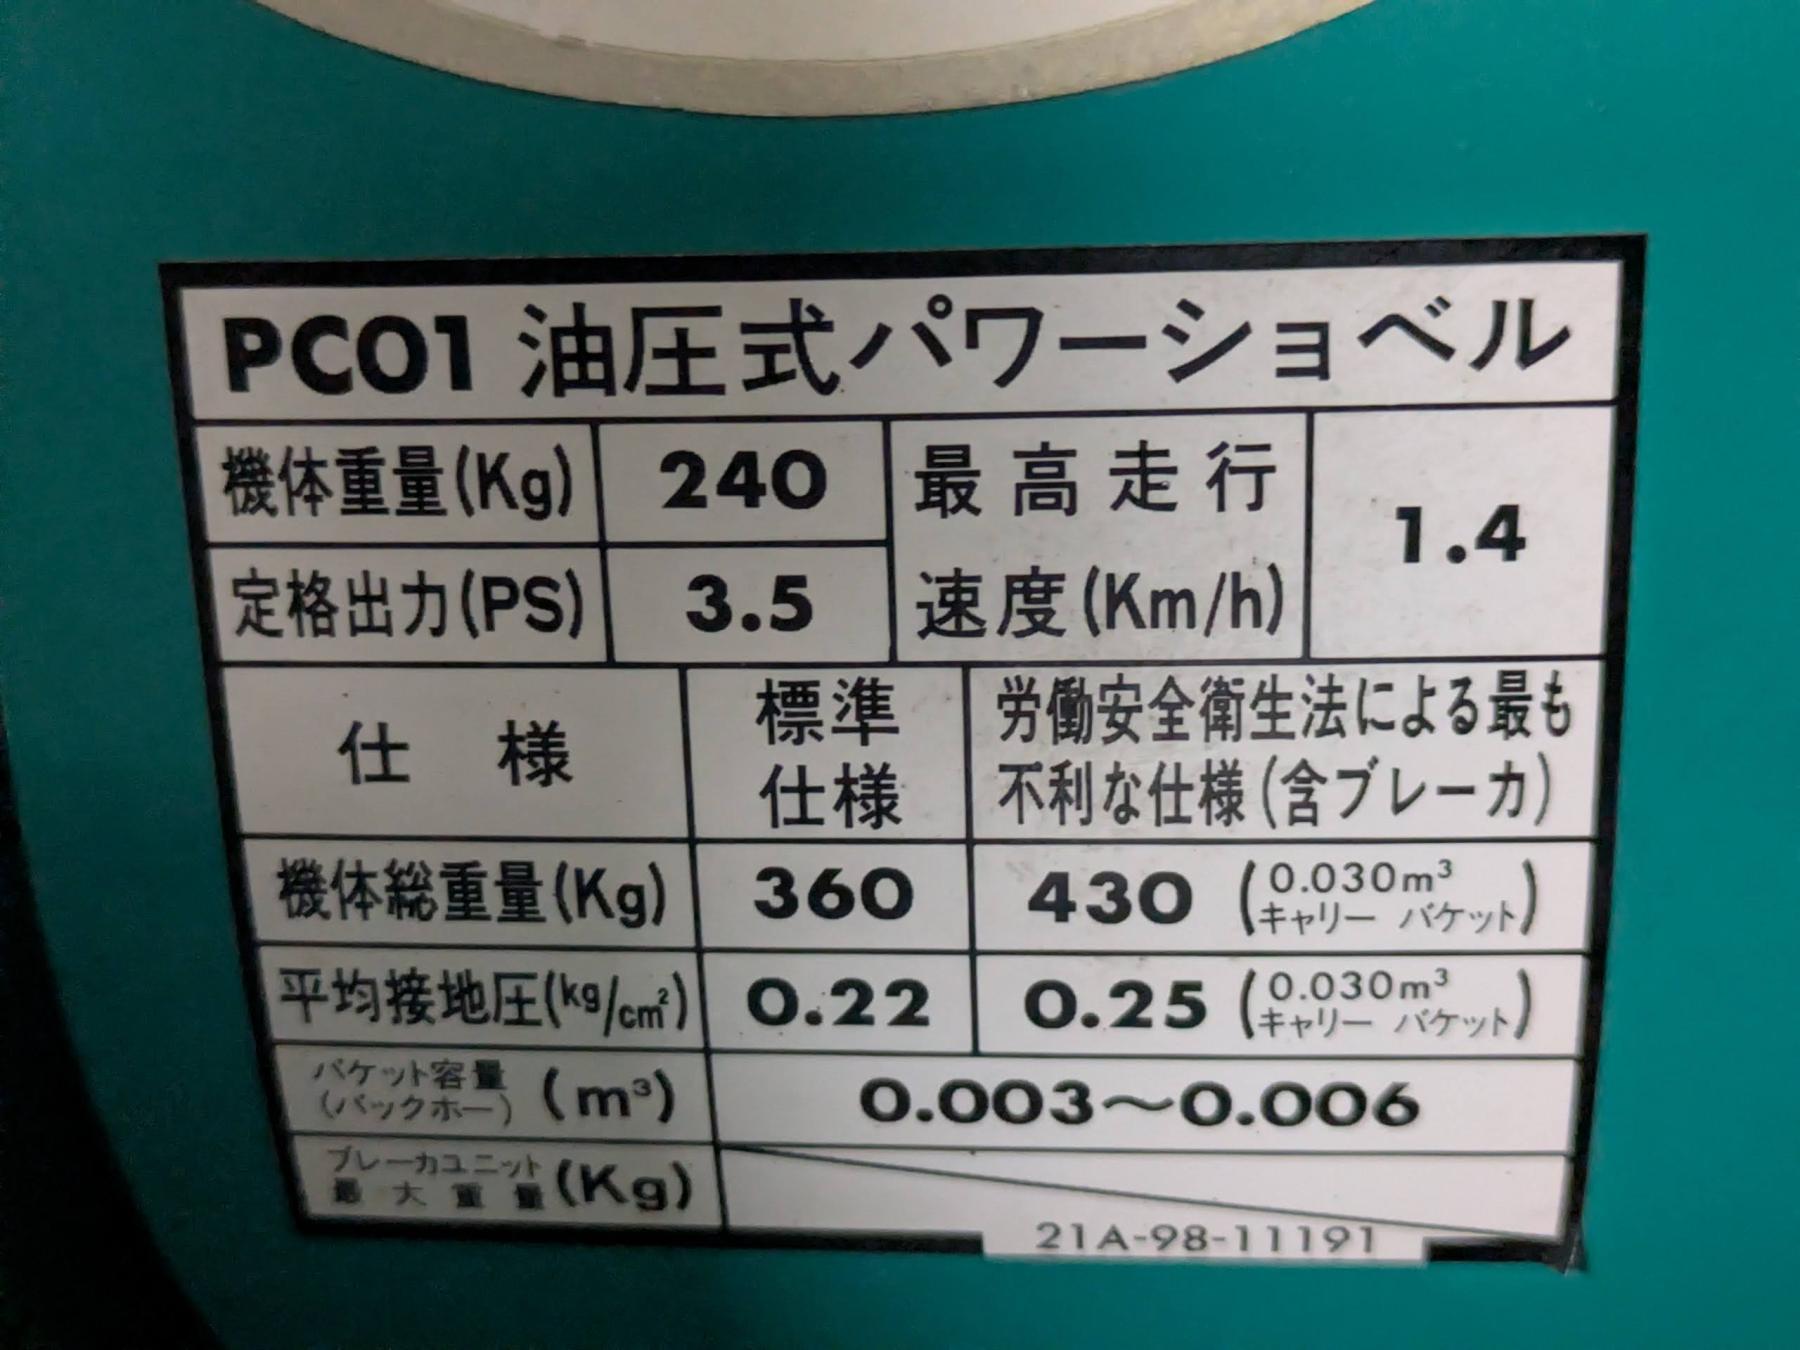 PC01 油圧式パワーショベル
機体重量(Kg) 240
定格出力(PS) 3.5
最高走行
速度(Km/h) 1.4
仕様
標準
仕様
労働安全衛生法による最も
不利な仕様(含ブレーカ)
機体総重量(Kg) 360 430 (0.030m³
キャリー バケット)
平均接地圧(kg/cm²) 0.22 0.25 (0.030m³
キャリー バケット)
バケット容量
(バックホー) (m³) 0.003〜0.006
ブレーカユニット
最大重量 (Kg)
21A-98-11191